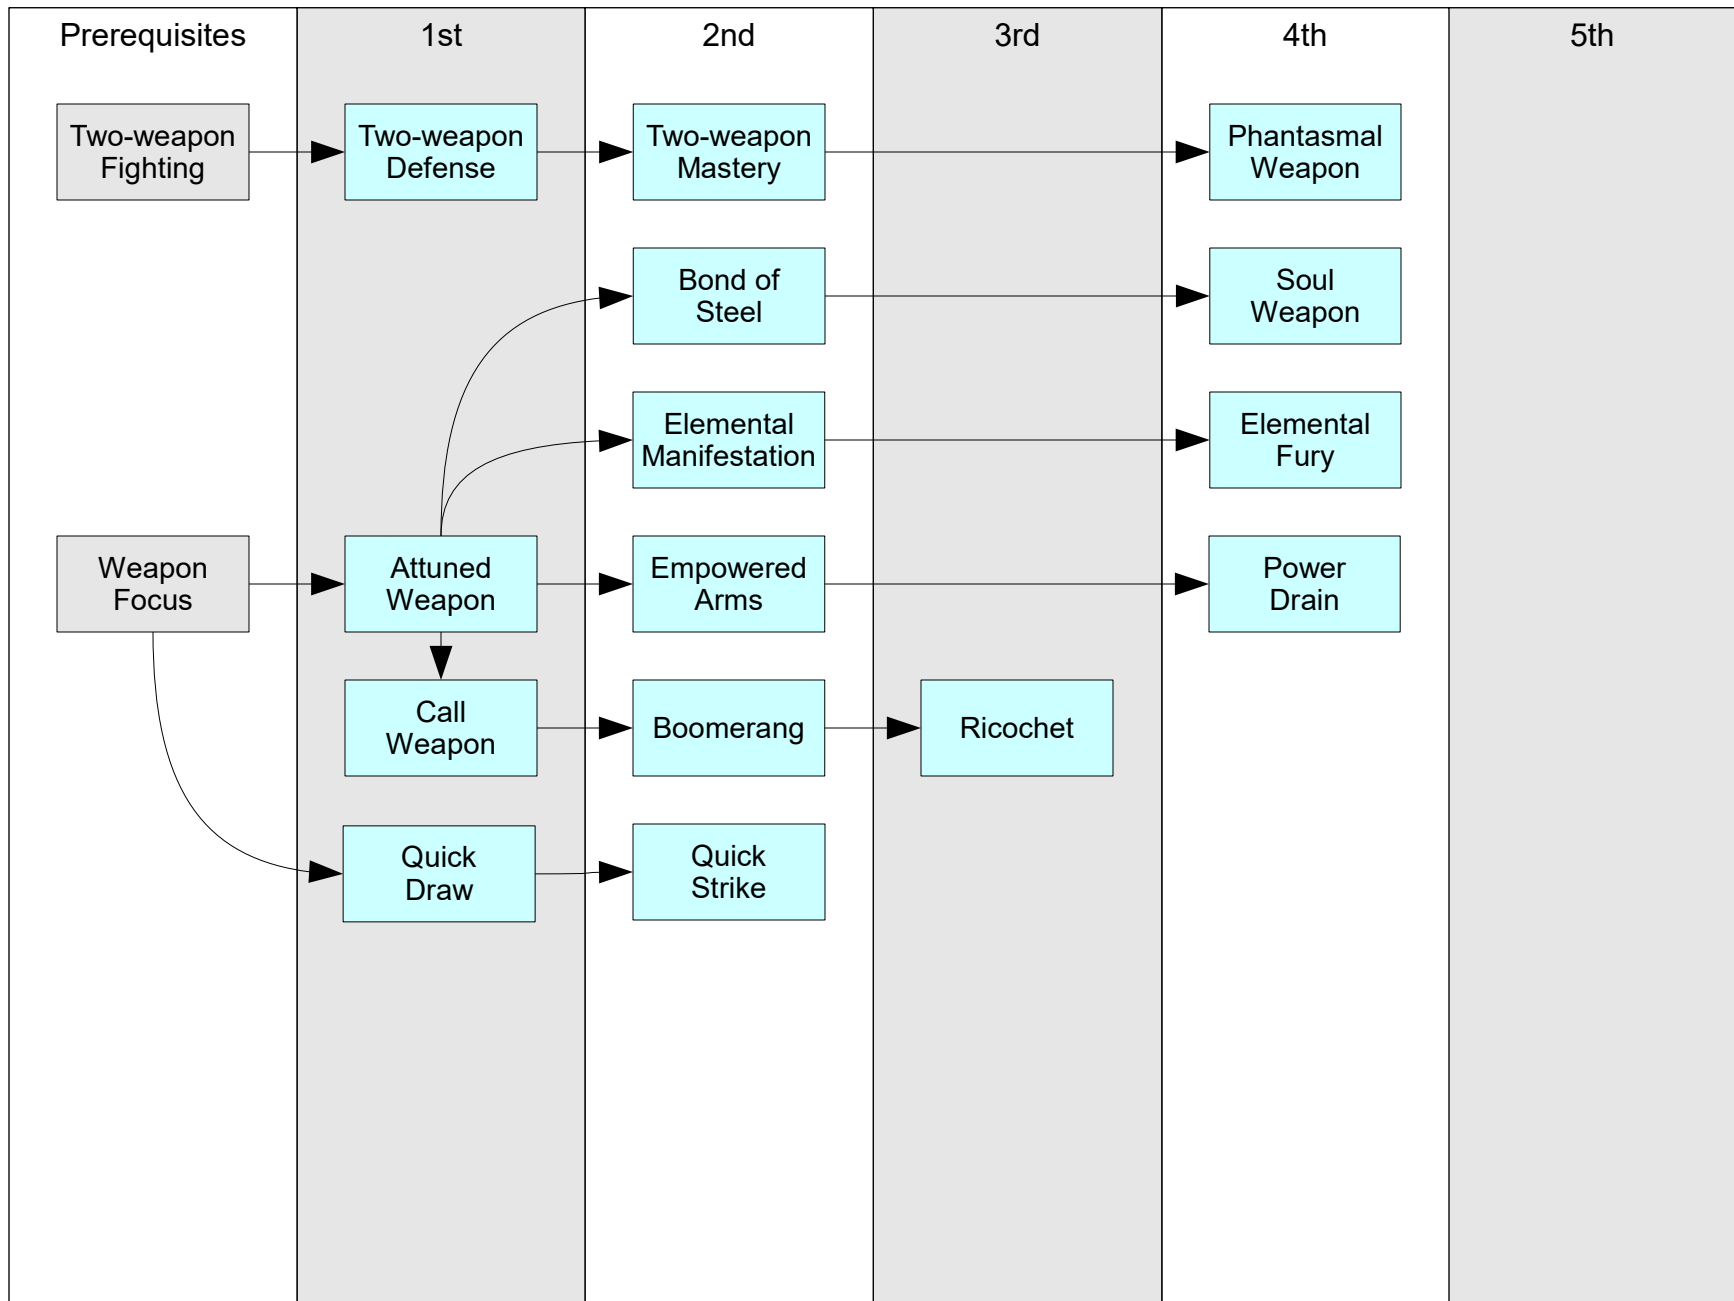 Prerequisites
1st
2nd
3rd
4th
5th
Two-weapon
Fighting
Two-weapon
Defense
Two-weapon
Mastery
Phantasmal
Weapon
Bond of
Steel
Soul
Weapon
Elemental
Manifestation
Elemental
Fury
Weapon
Focus
Attuned
Weapon
Empowered
Arms
Power
Drain
Call
Weapon
Boomerang
Ricochet
Quick
Draw
Quick
Strike